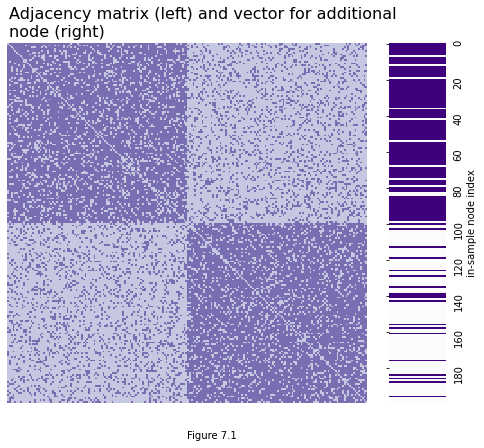 Adjacency matrix (left) and vector for additional
node (right)
0
20
40
60
80
100
120
140
160
180
in-sample node index
Figure 7.1